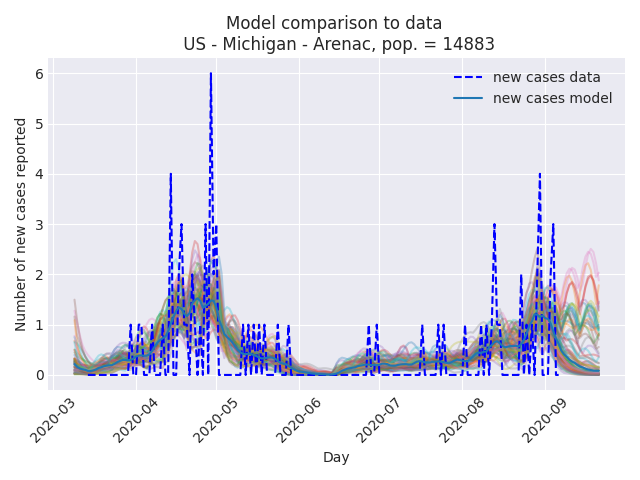 Model comparison to data
US - Michigan - Arenac, pop. = 14883
new cases data
new cases model
Number of new cases reported
6
5
4
3
2
1
0
2020-03
2020-04
2020-05
2020-06
2020-07
2020-08
2020-09
Day